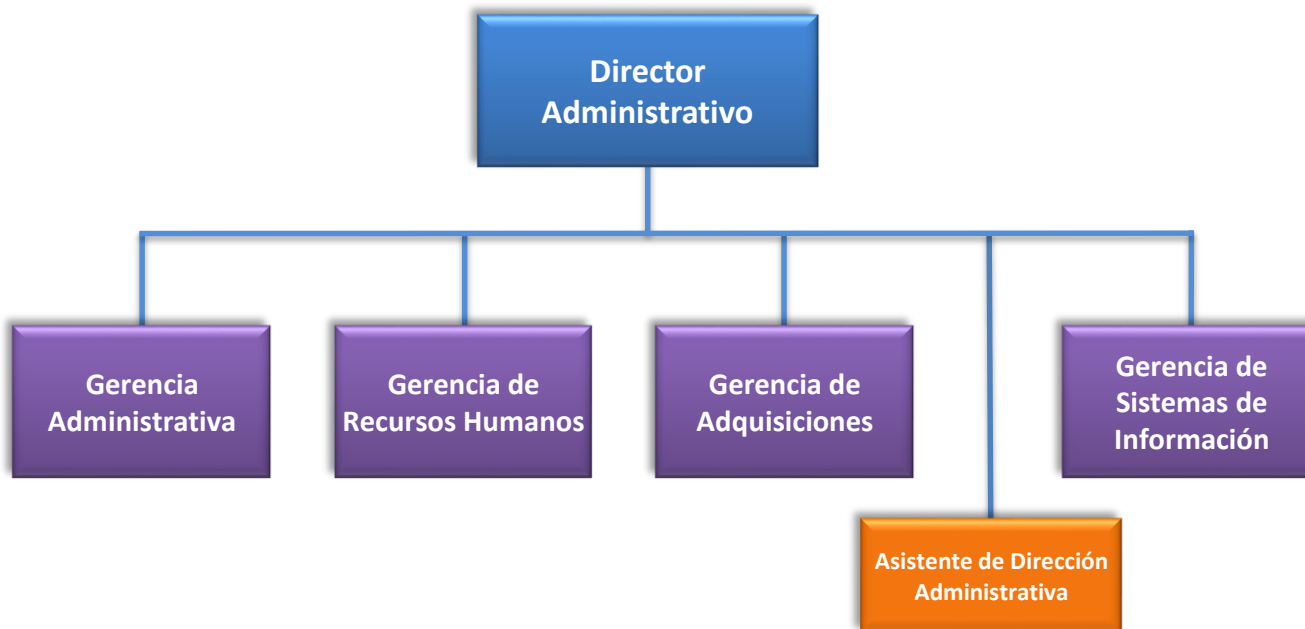 Director
Administrativo
Gerencia
Administrativa
Gerencia de
Recursos Humanos
Gerencia de
Adquisiciones
Gerencia de
Sistemas de
Información
Asistente de Dirección
Administrativa